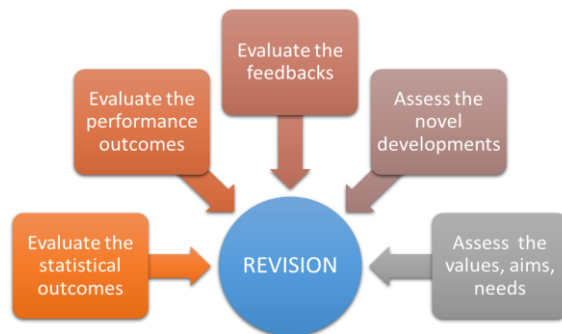 Evaluate the
feedbacks
Evaluate the
performance
outcomes
Assess the
novel
developments
Evaluate the
statistical
outcomes
REVISION
Assess  the
values, aims,
needs